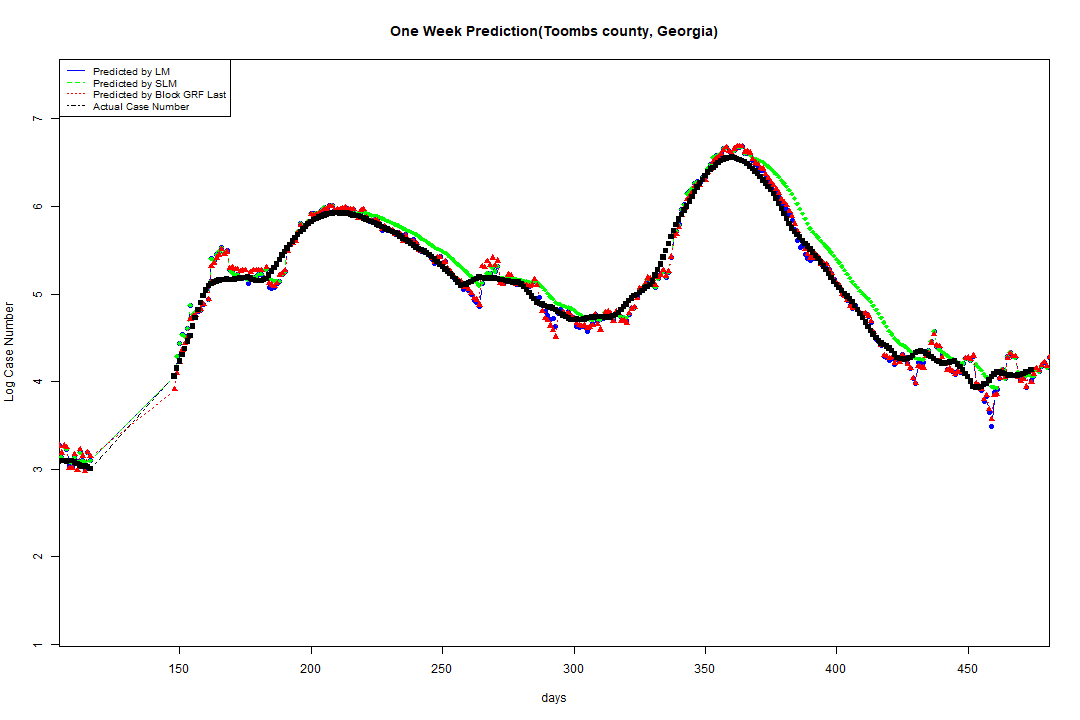 One Week Prediction(Toombs county, Georgia)
Predicted by LM
Predicted by SLM
Predicted by Block GRF Last
Actual Case Number
7
6
5
4
3
2
1
Log Case Number
150 200 250 300 350 400 450
days